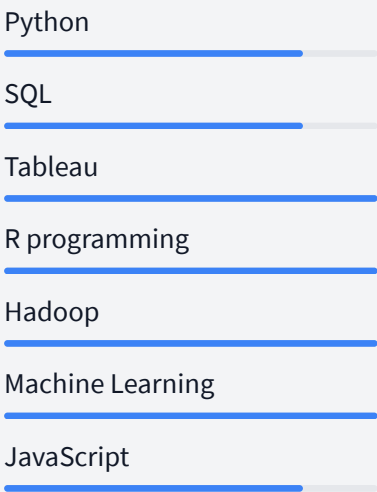 Python
SQL
Tableau
R programming
Hadoop
Machine Learning
JavaScript